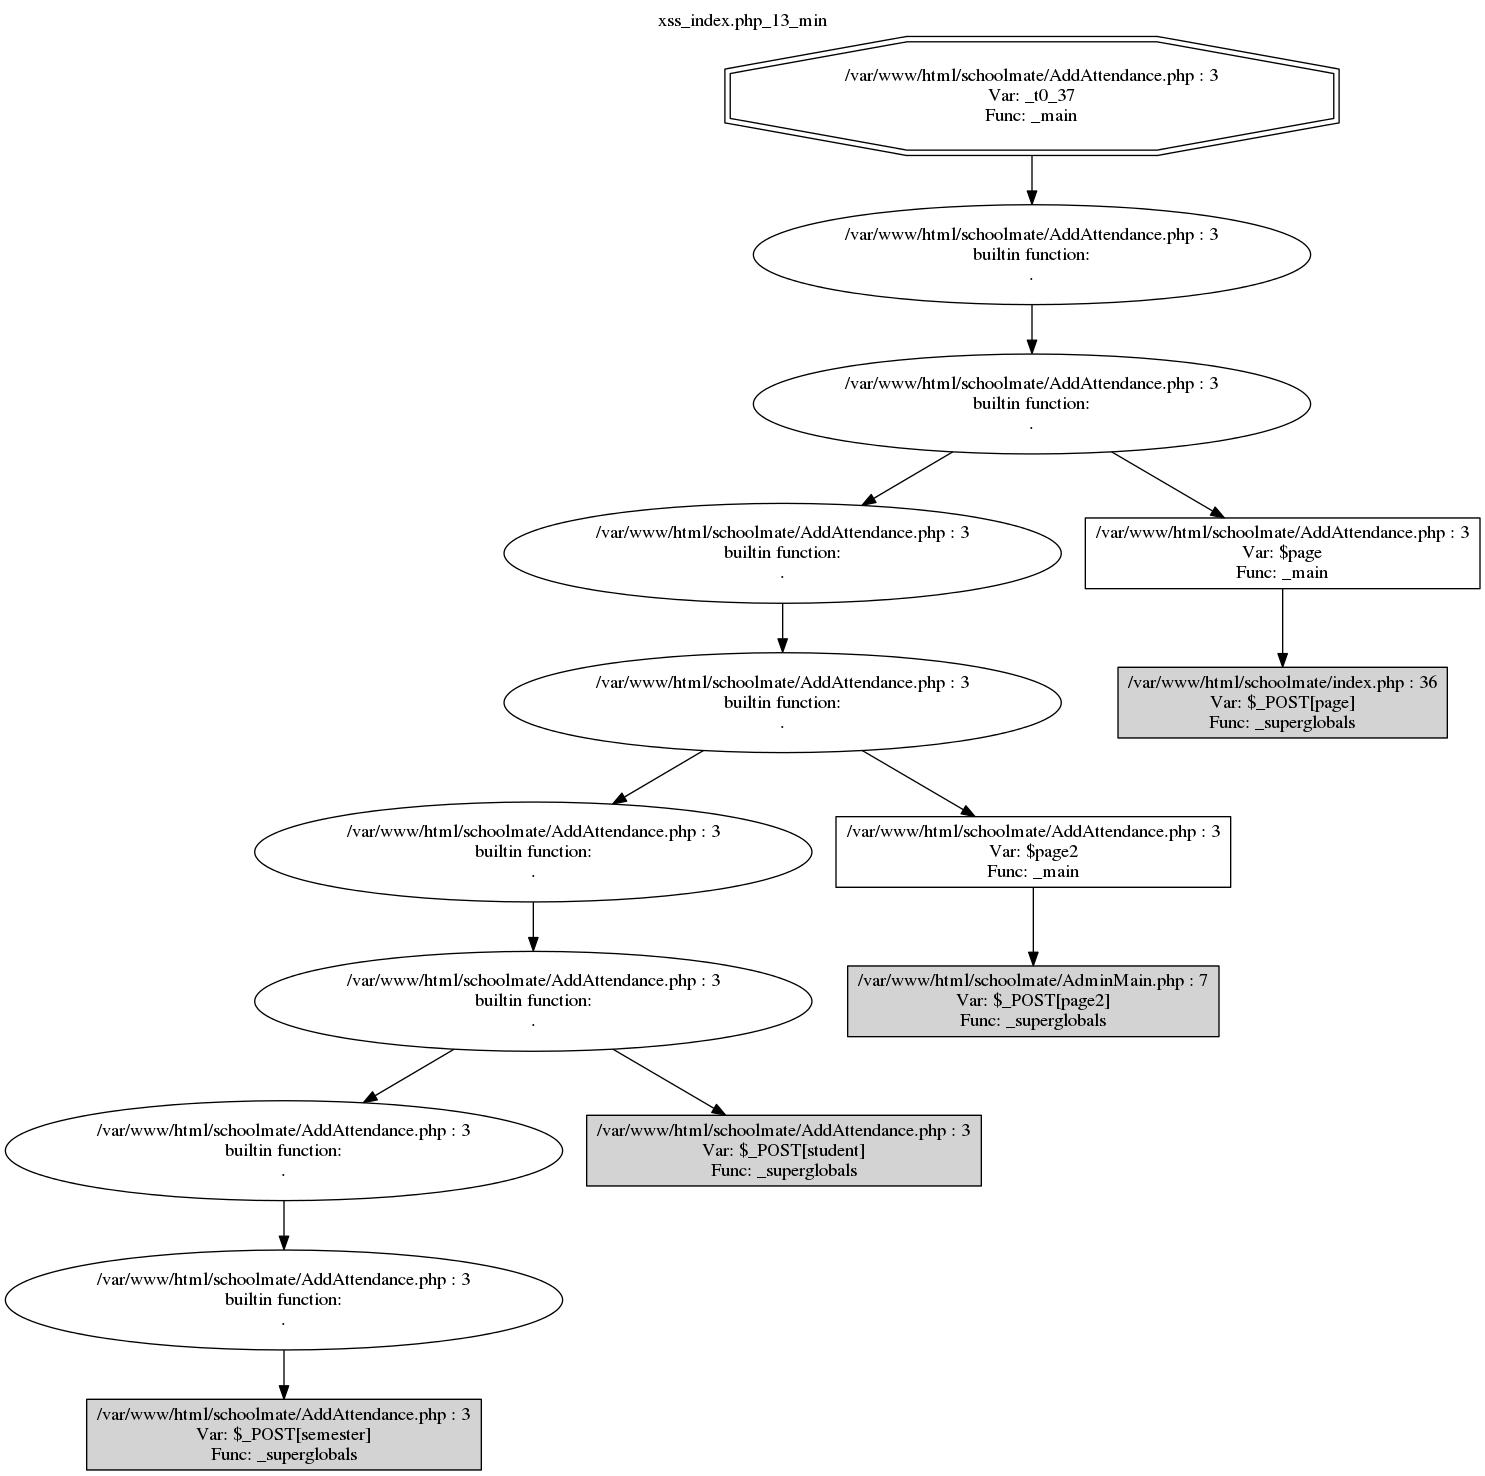 xss_index.php_13_min
/var/www/html/schoolmate/AddAttendance.php : 3
Var: _t0_37
Func: _main
/var/www/html/schoolmate/AddAttendance.php : 3
builtin function:
.
/var/www/html/schoolmate/AddAttendance.php : 3
builtin function:
.
/var/www/html/schoolmate/AddAttendance.php : 3
builtin function:
.
/var/www/html/schoolmate/AddAttendance.php : 3
Var: $page
Func: _main
/var/www/html/schoolmate/AddAttendance.php : 3
builtin function:
.
/var/www/html/schoolmate/index.php : 36
Var: $_POST[page]
Func: _superglobals
/var/www/html/schoolmate/AddAttendance.php : 3
builtin function:
.
/var/www/html/schoolmate/AddAttendance.php : 3
Var: $page2
Func: _main
/var/www/html/schoolmate/AddAttendance.php : 3
builtin function:
.
/var/www/html/schoolmate/AdminMain.php : 7
Var: $_POST[page2]
Func: _superglobals
/var/www/html/schoolmate/AddAttendance.php : 3
builtin function:
.
/var/www/html/schoolmate/AddAttendance.php : 3
Var: $_POST[student]
Func: _superglobals
/var/www/html/schoolmate/AddAttendance.php : 3
builtin function:
.
/var/www/html/schoolmate/AddAttendance.php : 3
Var: $_POST[semester]
Func: _superglobals